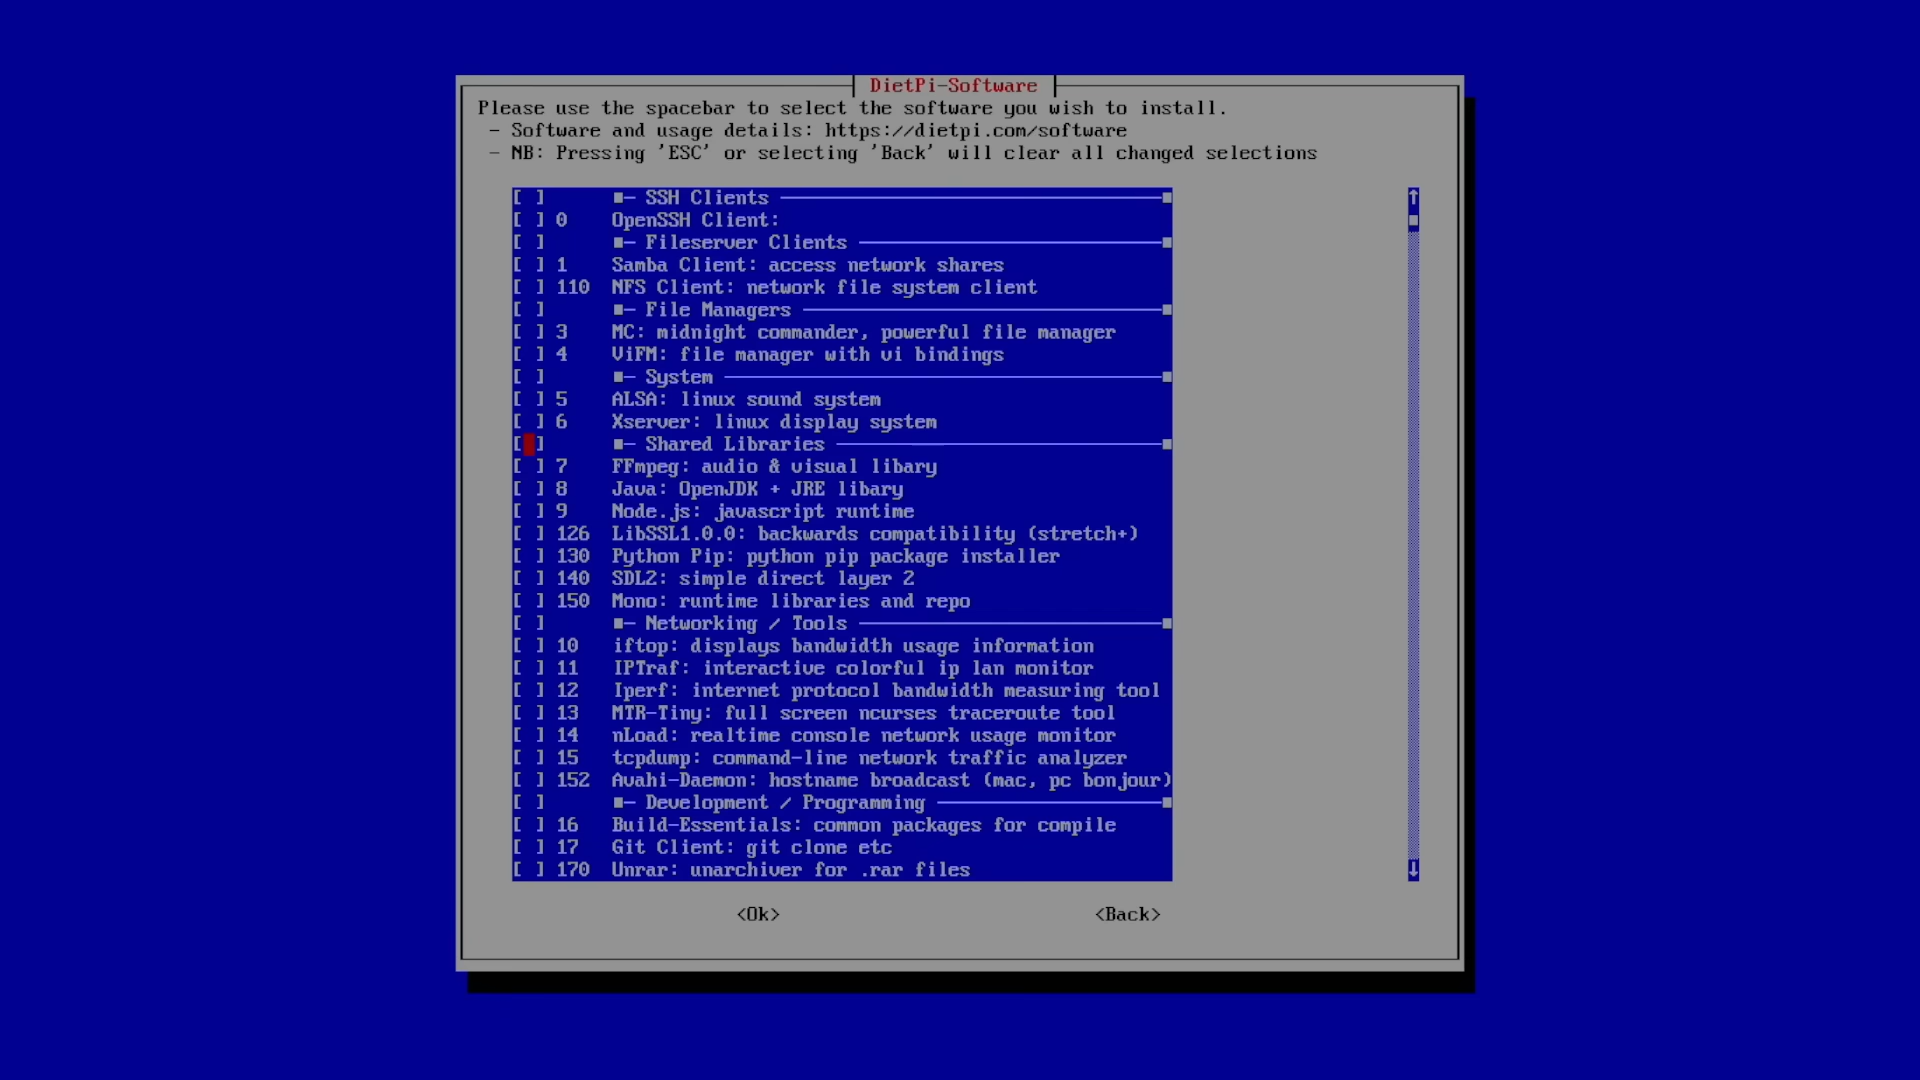 DietPi-Software
Please use the spacebar to select the software you wish to install.
- Software and usage details: https://dietpi.com/software
- NB: Pressing 'ESC' or selecting 'Back' will clear all changed selections
[ ] ■─ SSH Clients ─■
[ ] 0 OpenSSH Client:
[ ] ■─ Fileserver Clients ─■
[ ] 1 Samba Client: access network shares
[ ] 110 NFS Client: network file system client
[ ] ■─ File Managers ─■
[ ] 3 MC: midnight commander, powerful file manager
[ ] 4 ViFM: file manager with vi bindings
[ ] ■─ System ─■
[ ] 5 ALSA: linux sound system
[ ] 6 Xserver: linux display system
[ ] ■─ Shared Libraries ─■
[ ] 7 FFmpeg: audio & visual libary
[ ] 8 Java: OpenJDK + JRE libary
[ ] 9 Node.js: javascript runtime
[ ] 126 LibSSL1.0.0: backwards compatibility (stretch+)
[ ] 130 Python Pip: python pip package installer
[ ] 140 SDL2: simple direct layer 2
[ ] 150 Mono: runtime libraries and repo
[ ] ■─ Networking / Tools ─■
[ ] 10 iftop: displays bandwidth usage information
[ ] 11 IPTraf: interactive colorful ip lan monitor
[ ] 12 Iperf: internet protocol bandwidth measuring tool
[ ] 13 MTR-Tiny: full screen ncurses traceroute tool
[ ] 14 nLoad: realtime console network usage monitor
[ ] 15 tcpdump: command-line network traffic analyzer
[ ] 152 Avahi-Daemon: hostname broadcast (mac, pc bonjour)
[ ] ■─ Development / Programming ─■
[ ] 16 Build-Essentials: common packages for compile
[ ] 17 Git Client: git clone etc
[ ] 170 Unrar: unarchiver for .rar files
<Ok> <Back>